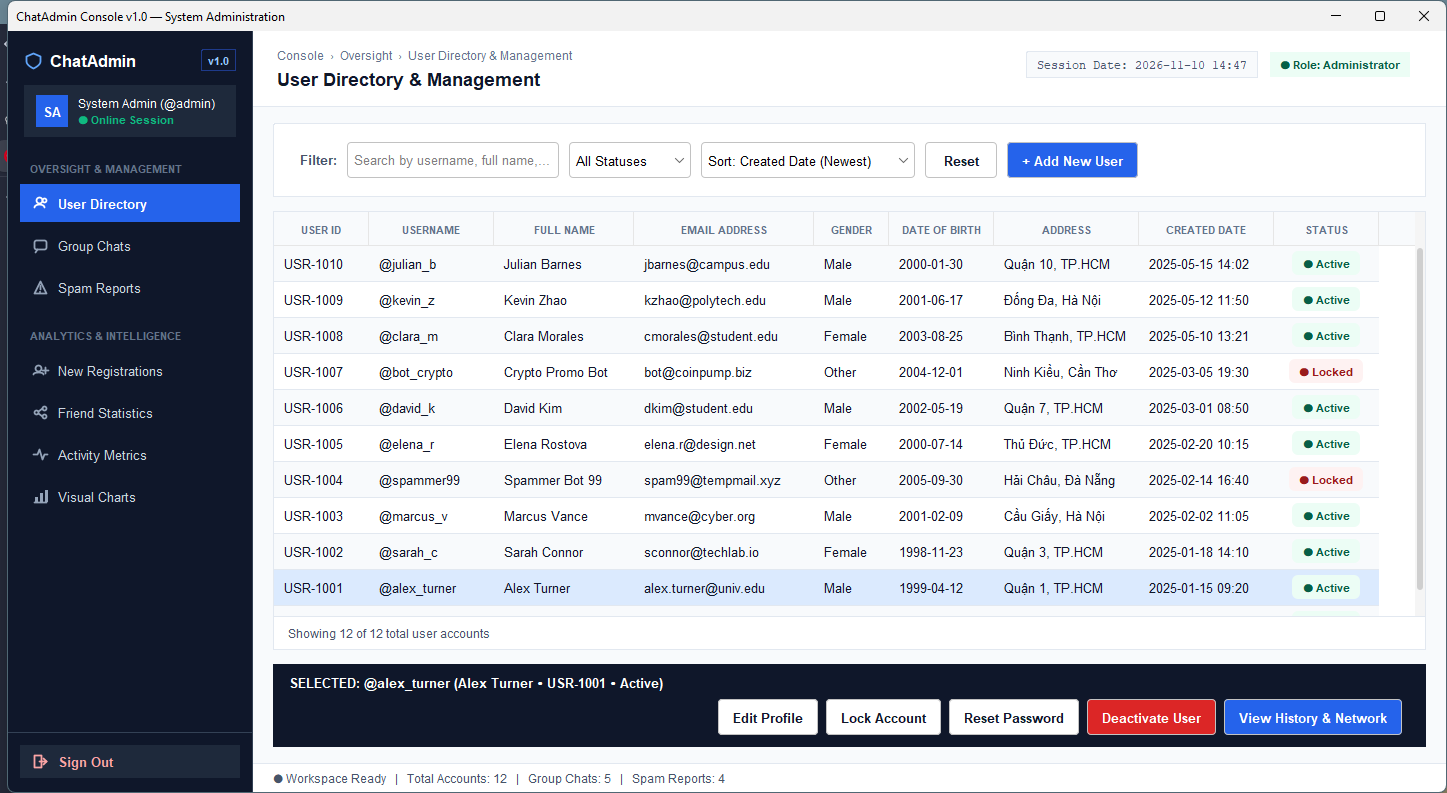 ChatAdmin Console v1.0 — System Administration
ChatAdmin v1.0
SA
System Admin (@admin)
Online Session
OVERSIGHT & MANAGEMENT
User Directory
Group Chats
Spam Reports
ANALYTICS & INTELLIGENCE
New Registrations
Friend Statistics
Activity Metrics
Visual Charts
Sign Out
Console › Oversight › User Directory & Management
User Directory & Management
Session Date: 2026-11-10 14:47
Role: Administrator
Filter: Search by username, full name,... All Statuses Sort: Created Date (Newest) Reset + Add New User
USER ID USERNAME FULL NAME EMAIL ADDRESS GENDER DATE OF BIRTH ADDRESS CREATED DATE STATUS
USR-1010 @julian_b Julian Barnes jbarnes@campus.edu Male 2000-01-30 Quận 10, TP.HCM 2025-05-15 14:02 Active
USR-1009 @kevin_z Kevin Zhao kzhao@polytech.edu Male 2001-06-17 Đống Đa, Hà Nội 2025-05-12 11:50 Active
USR-1008 @clara_m Clara Morales cmorales@student.edu Female 2003-08-25 Bình Thạnh, TP.HCM 2025-05-10 13:21 Active
USR-1007 @bot_crypto Crypto Promo Bot bot@coinpump.biz Other 2004-12-01 Ninh Kiều, Cần Thơ 2025-03-05 19:30 Locked
USR-1006 @david_k David Kim dkim@student.edu Male 2002-05-19 Quận 7, TP.HCM 2025-03-01 08:50 Active
USR-1005 @elena_r Elena Rostova elena.r@design.net Female 2000-07-14 Thủ Đức, TP.HCM 2025-02-20 10:15 Active
USR-1004 @spammer99 Spammer Bot 99 spam99@tempmail.xyz Other 2005-09-30 Hải Châu, Đà Nẵng 2025-02-14 16:40 Locked
USR-1003 @marcus_v Marcus Vance mvance@cyber.org Male 2001-02-09 Cầu Giấy, Hà Nội 2025-02-02 11:05 Active
USR-1002 @sarah_c Sarah Connor sconnor@techlab.io Female 1998-11-23 Quận 3, TP.HCM 2025-01-18 14:10 Active
USR-1001 @alex_turner Alex Turner alex.turner@univ.edu Male 1999-04-12 Quận 1, TP.HCM 2025-01-15 09:20 Active
Showing 12 of 12 total user accounts
SELECTED: @alex_turner (Alex Turner • USR-1001 • Active)
Edit Profile Lock Account Reset Password Deactivate User View History & Network
Workspace Ready | Total Accounts: 12 | Group Chats: 5 | Spam Reports: 4